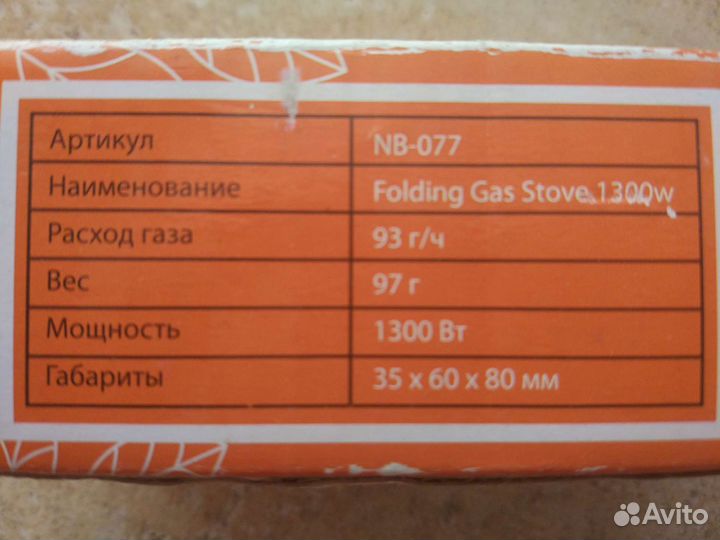 Артикул NB-077
Наименование Folding Gas Stove 1300w
Расход газа 93 г/ч
Вес 97 г
Мощность 1300 Вт
Габариты 35 x 60 x 80 мм
Avito